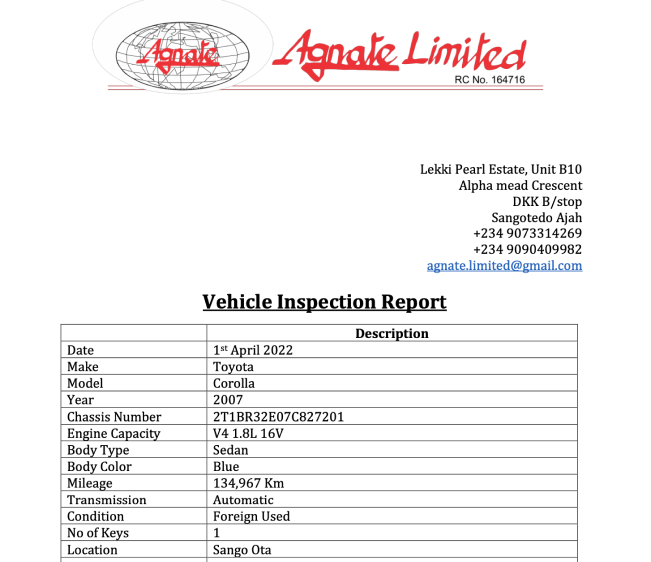 Agnate
Agnate Limited
RC No. 164716
Lekki Pearl Estate, Unit B10
Alpha mead Crescent
DKK B/stop
Sangotedo Ajah
+234 9073314269
+234 9090409982
agnate.limited@gmail.com
Vehicle Inspection Report
Description
Date 1st April 2022
Make Toyota
Model Corolla
Year 2007
Chassis Number 2T1BR32E07C827201
Engine Capacity V4 1.8L 16V
Body Type Sedan
Body Color Blue
Mileage 134,967 Km
Transmission Automatic
Condition Foreign Used
No of Keys 1
Location Sango Ota